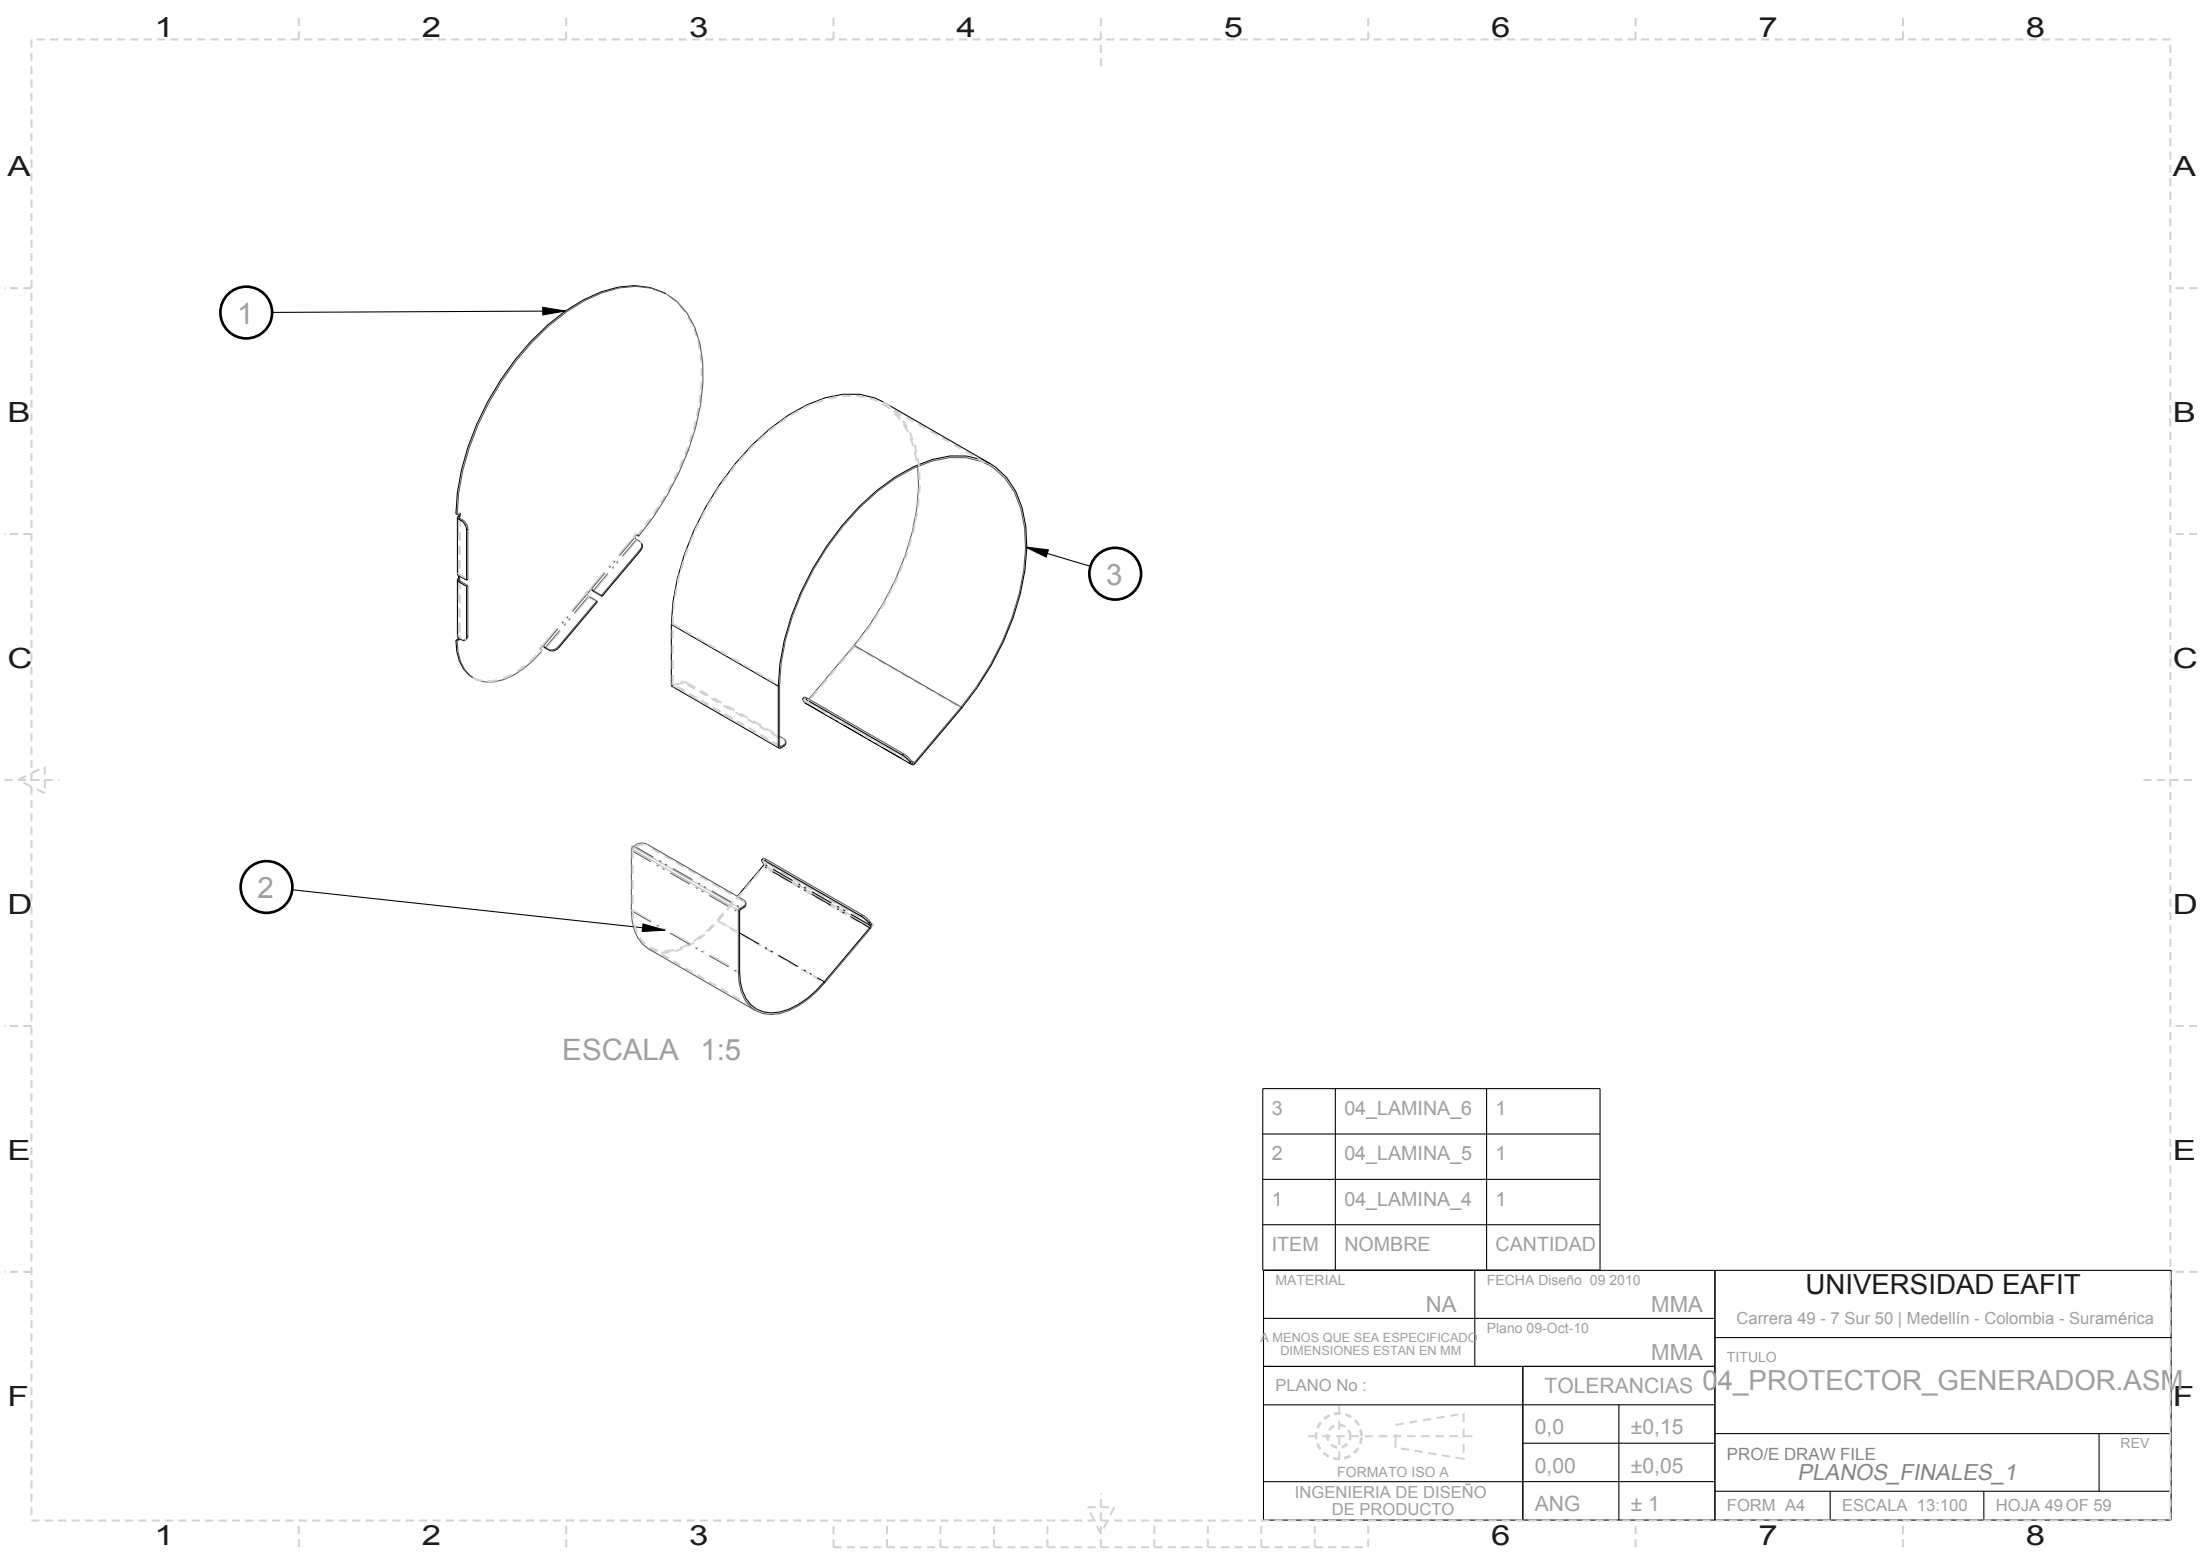 1 2 3 4 5 6 7 8
A A
1
B B
3
C C
2
D D
ESCALA 1:5
E E
3 04_LAMINA_6 1
2 04_LAMINA_5 1
1 04_LAMINA_4 1
ITEM NOMBRE CANTIDAD
MATERIAL
NA
FECHA Diseño 09 2010
MMA
UNIVERSIDAD EAFIT
Carrera 49 - 7 Sur 50 | Medellín - Colombia - Suramérica
A MENOS QUE SEA ESPECIFICADO
DIMENSIONES ESTAN EN MM
Plano 09-Oct-10
MMA
TITULO
04_PROTECTOR_GENERADOR.ASM
F F
PLANO No :
TOLERANCIAS
0,0 ±0,15
0,00 ±0,05
ANG ± 1
FORMATO ISO A
INGENIERIA DE DISEÑO
DE PRODUCTO
PRO/E DRAW FILE
PLANOS_FINALES_1
REV
FORM A4 ESCALA 13:100 HOJA 49 OF 59
1 2 3 6 7 8